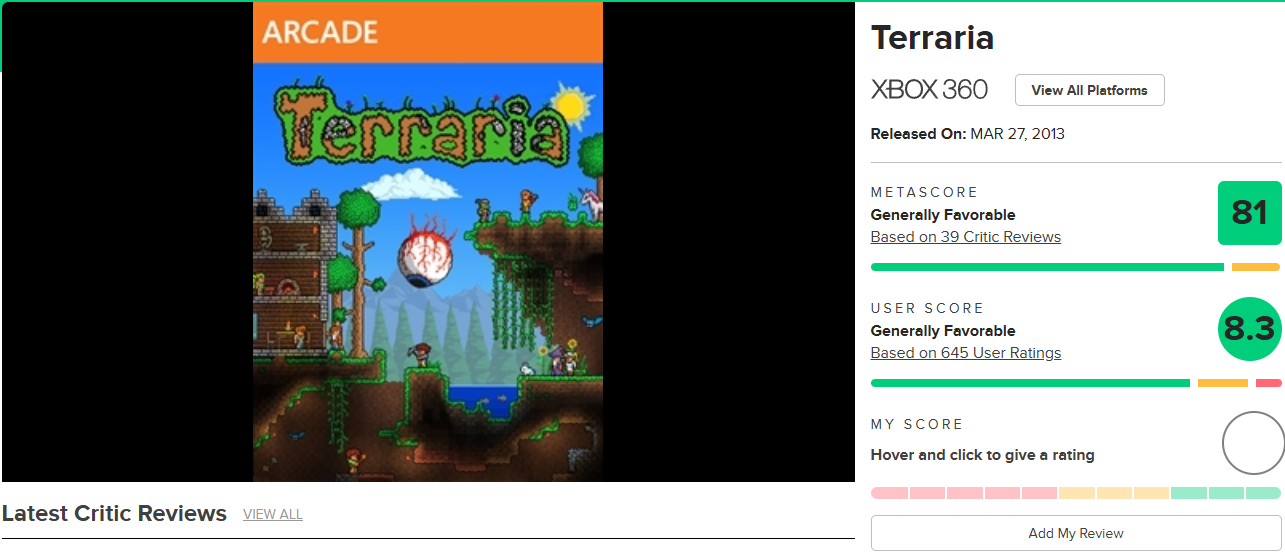 ARCADE
Terraria
Terraria
XBOX 360
View All Platforms
Released On: MAR 27, 2013
METASCORE
Generally Favorable
Based on 39 Critic Reviews
81
USER SCORE
Generally Favorable
Based on 645 User Ratings
8.3
MY SCORE
Hover and click to give a rating
Add My Review
Latest Critic Reviews
VIEW ALL